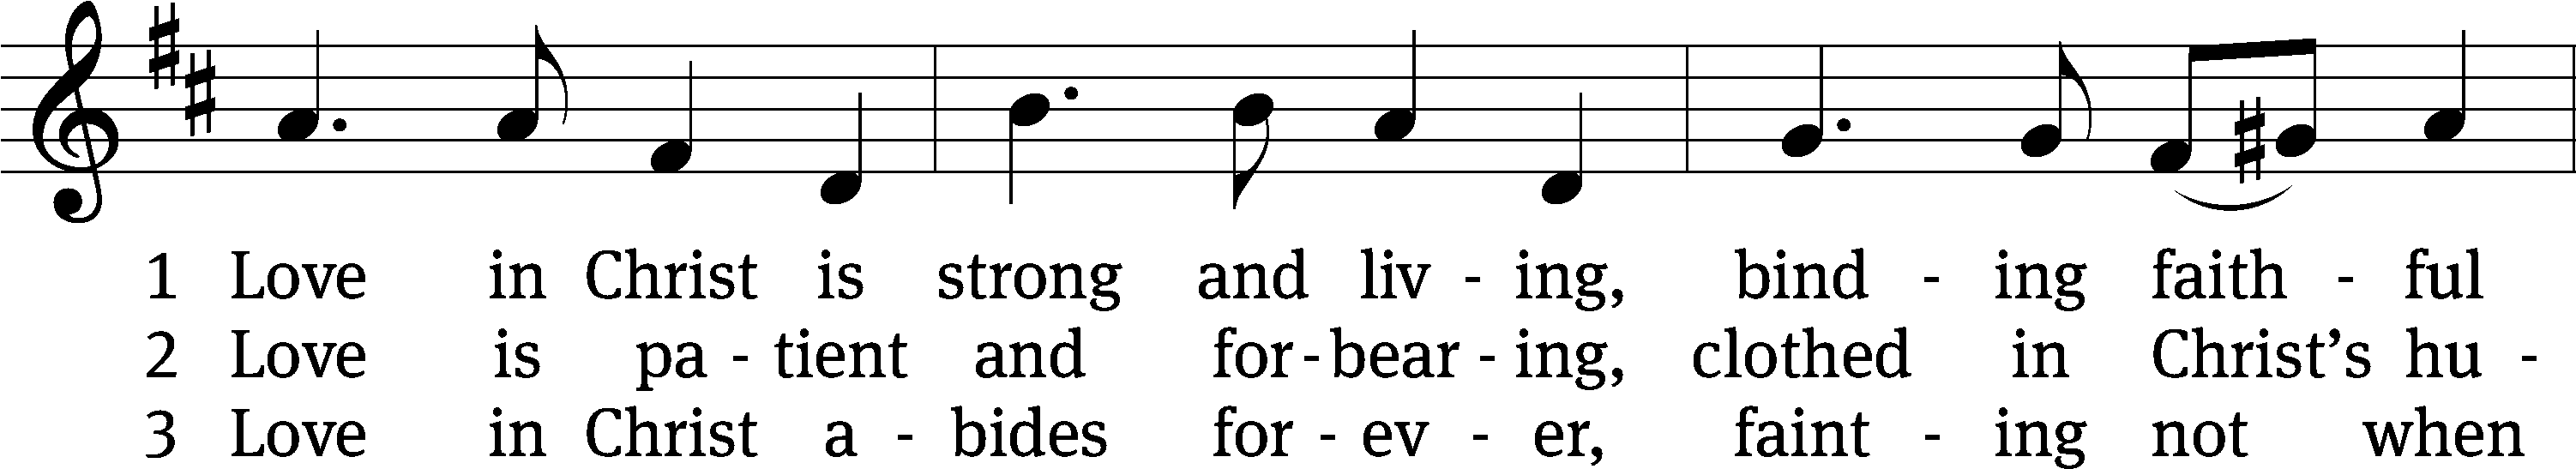 1 Love in Christ is strong and liv - ing, bind - ing faith - ful
2 Love is pa - tient and for - bear - ing, clothed in Christ’s hu -
3 Love in Christ a - bides for - ev - er, faint - ing not when